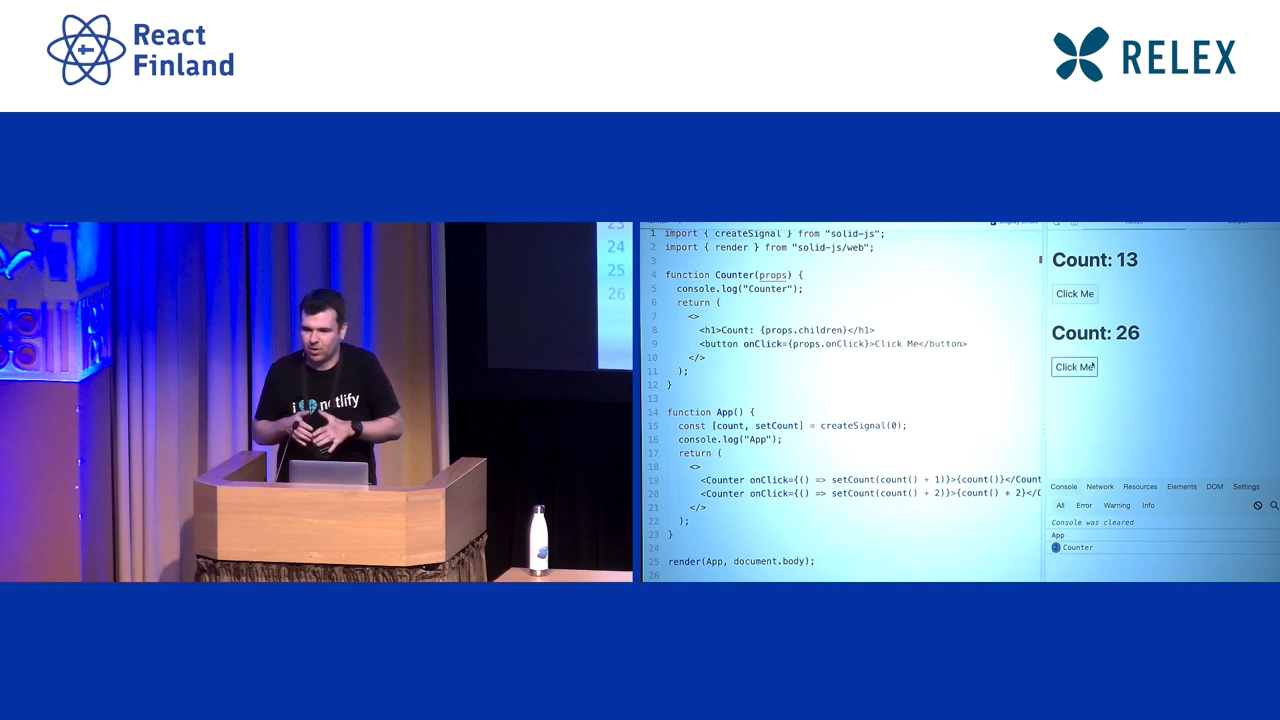 React
Finland
RELEX
23
24
25
26
i netlify
1 import { createSignal } from "solid-js";
2 import { render } from "solid-js/web";
3
4 function Counter(props) {
5 console.log("Counter");
6 return (
7 <>
8 <h1>Count: {props.children}</h1>
9 <button onClick={props.onClick}>Click Me</button>
10 </>
11 );
12 }
13
14 function App() {
15 const [count, setCount] = createSignal(0);
16 console.log("App");
17 return (
18 <>
19 <Counter onClick={() => setCount(count() + 1)}>{count()}</Count
20 <Counter onClick={() => setCount(count() + 2)}>{count() * 2}</C
21 </>
22 );
23 }
24
25 render(App, document.body);
26
Count: 13
Click Me
Count: 26
Click Me
Console Network Resources Elements DOM Settings
All Error Warning Info
Console was cleared
App
2 Counter